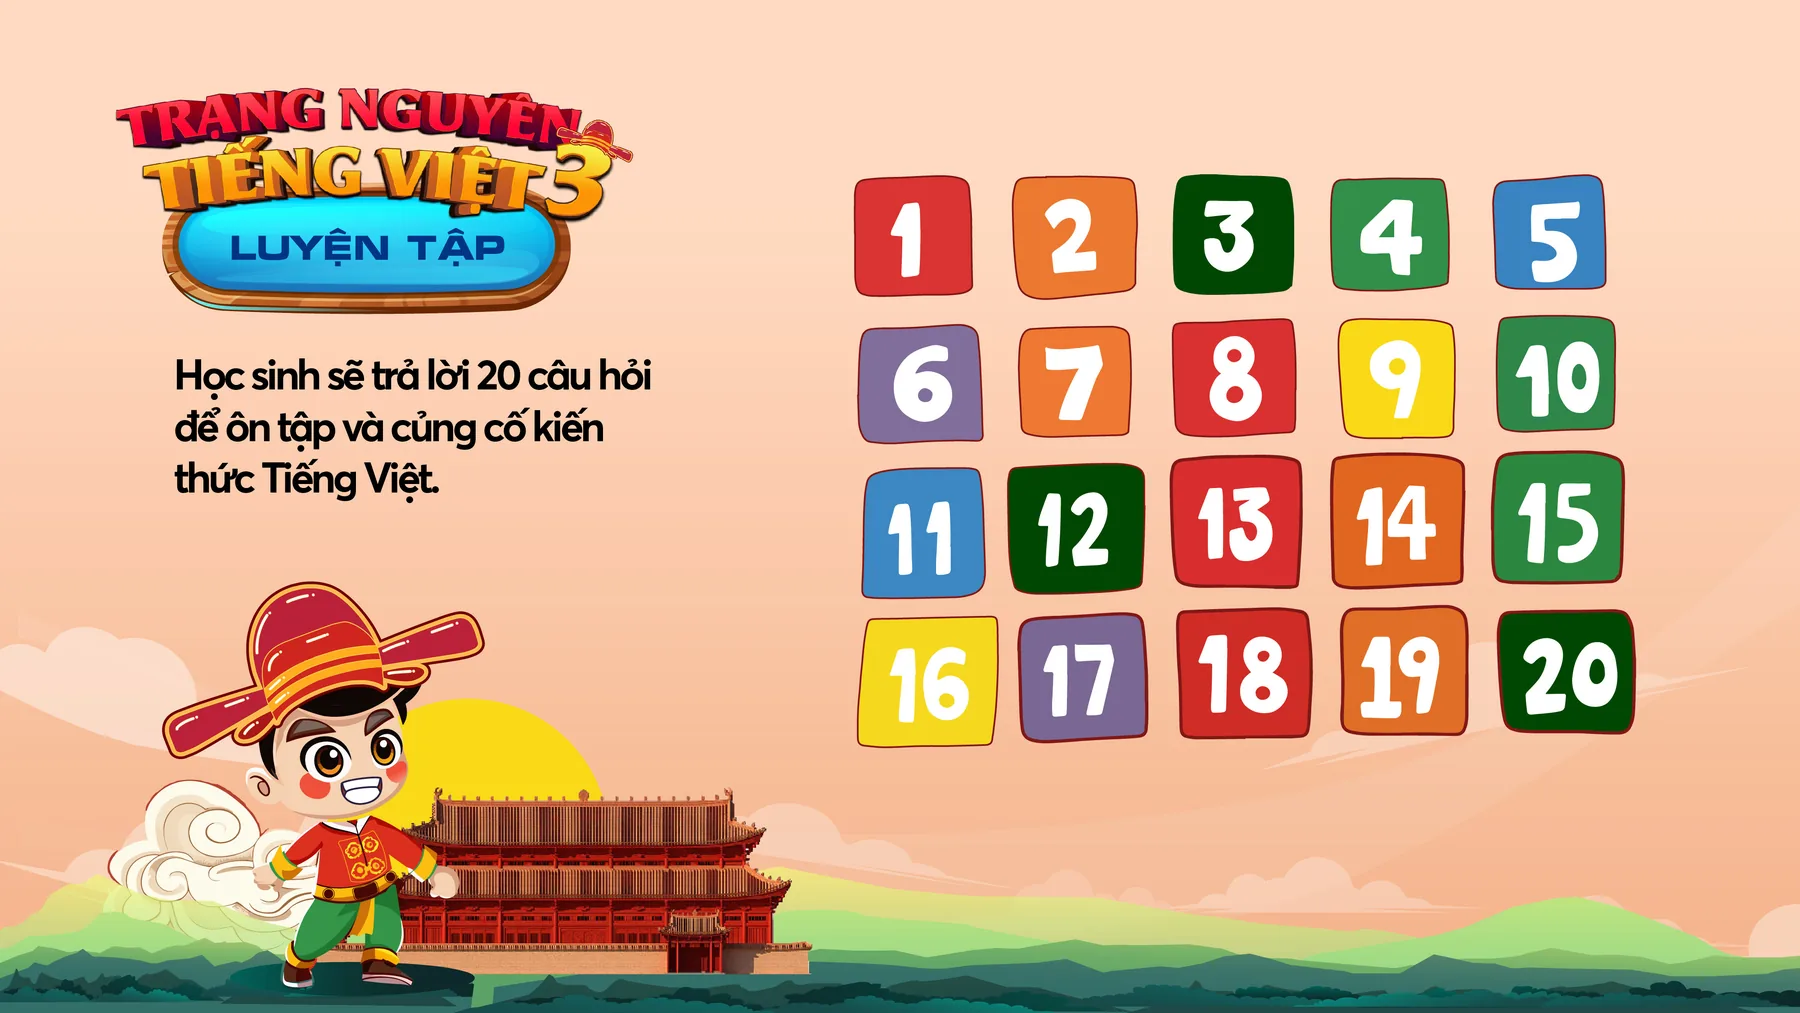 TRẠNG NGUYÊN
TIẾNG VIỆT 3
LUYỆN TẬP
Học sinh sẽ trả lời 20 câu hỏi
để ôn tập và củng cố kiến
thức Tiếng Việt.
1 2 3 4 5
6 7 8 9 10
11 12 13 14 15
16 17 18 19 20